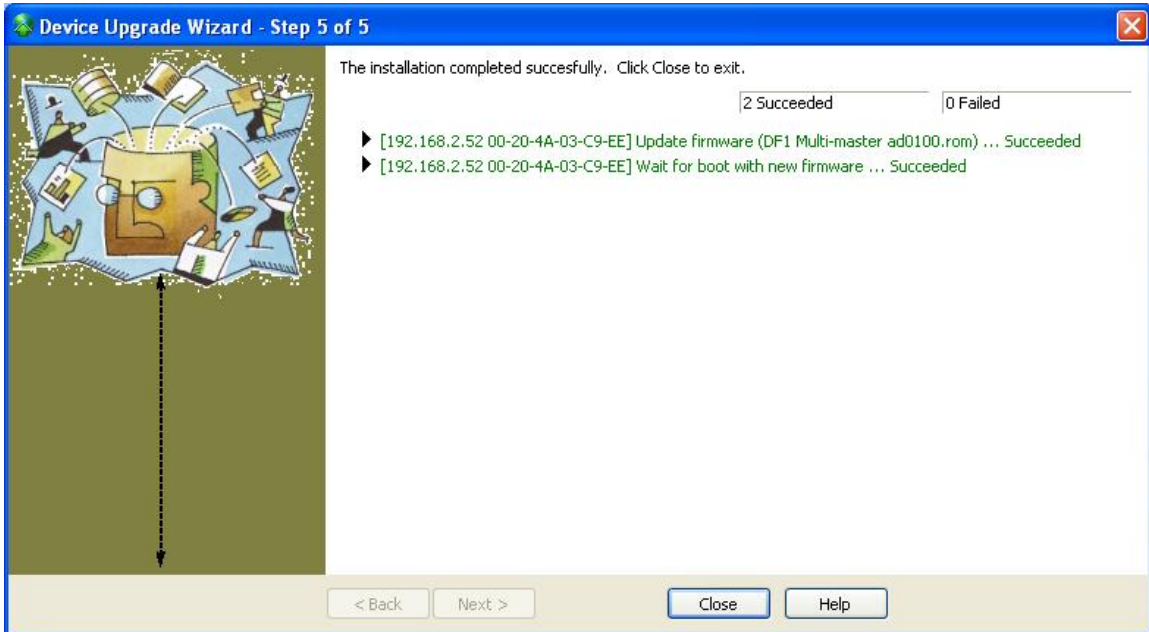 Device Upgrade Wizard - Step 5 of 5
The installation completed succesfully.  Click Close to exit.
2 Succeeded 0 Failed
[192.168.2.52 00-20-4A-03-C9-EE] Update firmware (DF1 Multi-master ad0100.rom) ... Succeeded
[192.168.2.52 00-20-4A-03-C9-EE] Wait for boot with new firmware ... Succeeded
< Back Next > Close Help